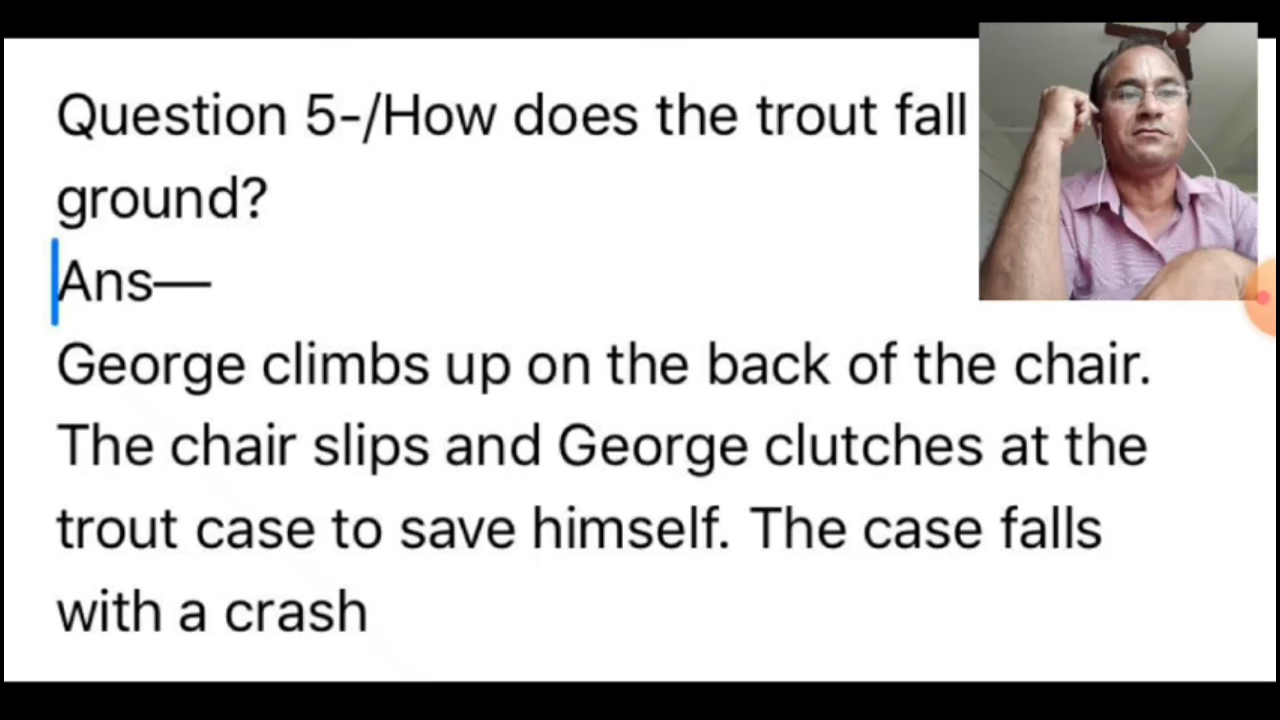 Question 5-/How does the trout fall
ground?
Ans—
George climbs up on the back of the chair.
The chair slips and George clutches at the
trout case to save himself. The case falls
with a crash